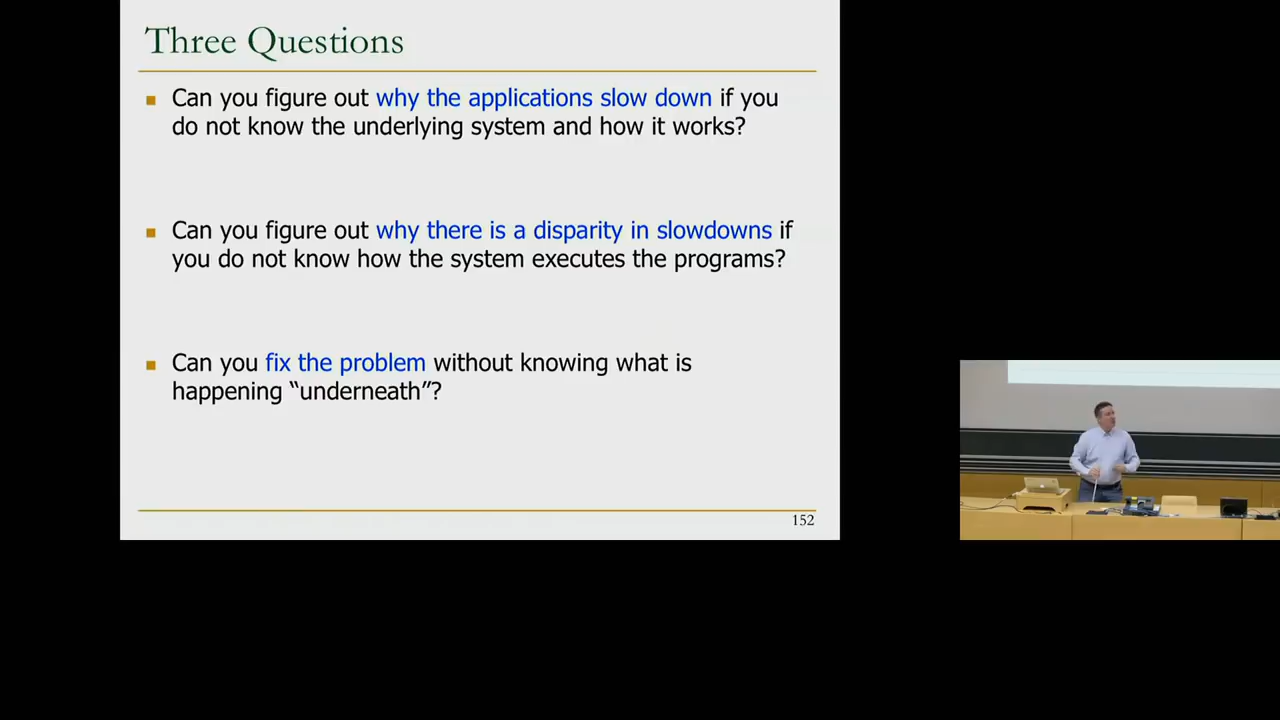 Three Questions
Can you figure out why the applications slow down if you
do not know the underlying system and how it works?
Can you figure out why there is a disparity in slowdowns if
you do not know how the system executes the programs?
Can you fix the problem without knowing what is
happening “underneath”?
152